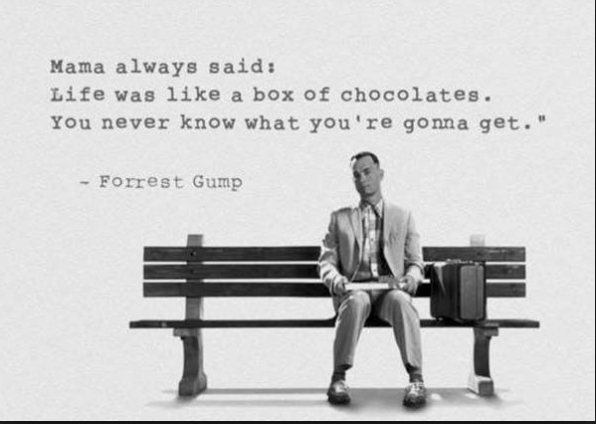 Mama always said:
Life was like a box of chocolates.
You never know what you're gonna get."
~ Forrest Gump